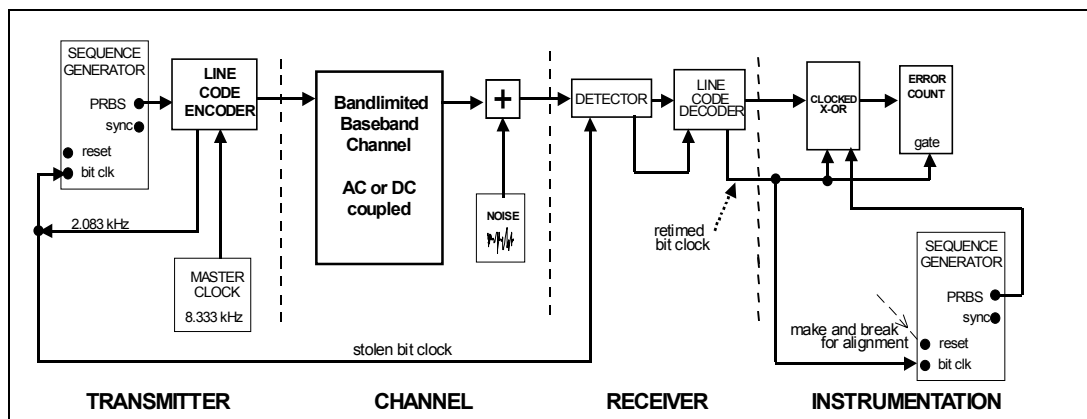 SEQUENCE
GENERATOR
PRBS
sync
reset
bit clk
2.083 kHz
LINE
CODE
ENCODER
MASTER
CLOCK
8.333 kHz
Bandlimited
Baseband
Channel
AC or DC
coupled
+
NOISE
DETECTOR
LINE
CODE
DECODER
CLOCKED
X-OR
ERROR
COUNT
gate
retimed
bit clock
SEQUENCE
GENERATOR
PRBS
sync
reset
bit clk
make and break
for alignment
stolen bit clock
TRANSMITTER
CHANNEL
RECEIVER
INSTRUMENTATION